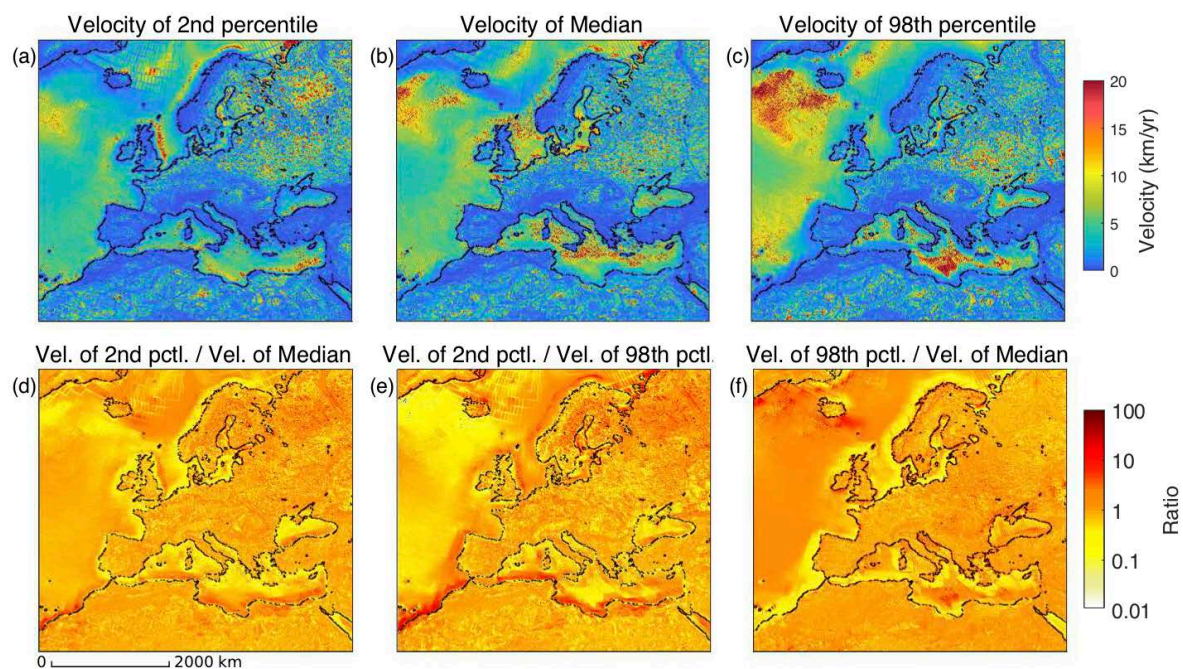 Velocity of 2nd percentile
Velocity of Median
Velocity of 98th percentile
(a)
(b)
(c)
20
15
10
5
0
Velocity (km/yr)
Vel. of 2nd pctl. / Vel. of Median
Vel. of 2nd pctl. / Vel. of 98th pctl.
Vel. of 98th pctl. / Vel. of Median
(d)
(e)
(f)
100
10
1
0.1
0.01
Ratio
0 2000 km